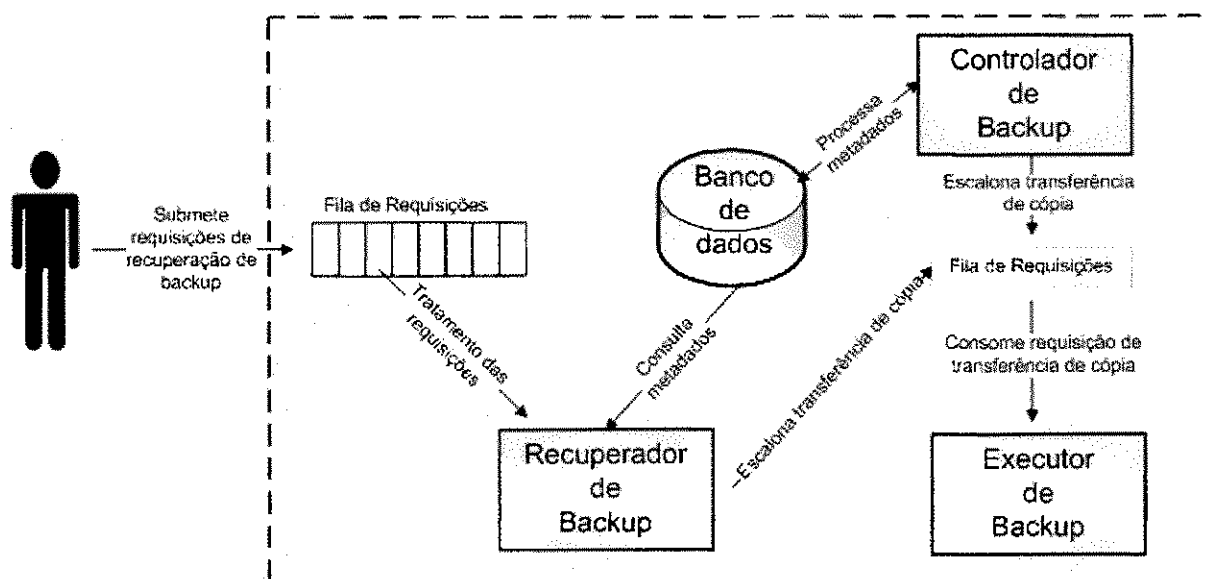 Controlador
de
Backup
Processa
metadados
Banco
de
dados
Escalona transferência
de cópia
Fila de Requisições
Submete
requisições de
recuperação de
backup
Fila de Requisições
Tratamento das
requisições
Consulta
metadados
Escalona transferência de cópia
Consome requisição de
transferência de cópia
Recuperador
de
Backup
Executor
de
Backup